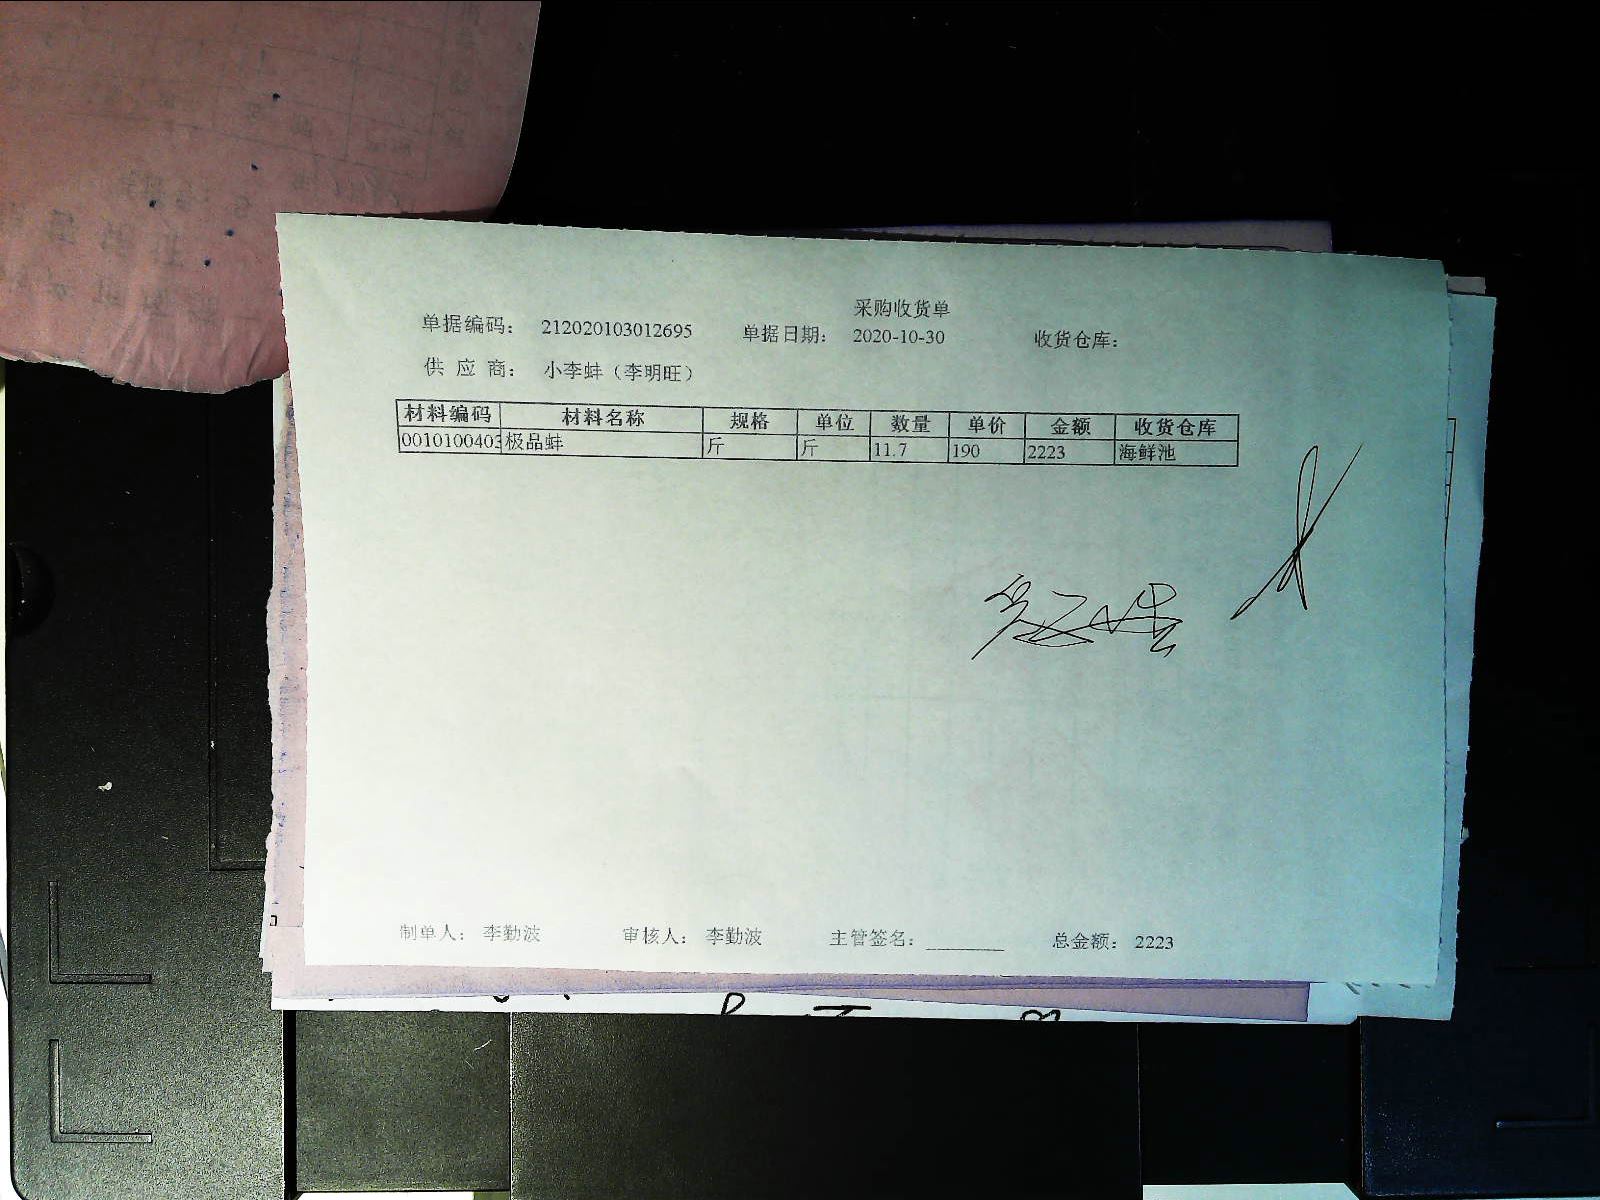 采购收货单
单据编码： 212020103012695 单据日期： 2020-10-30 收货仓库：
供 应 商： 小李蚌（李明旺）
材料编码 材料名称 规格 单位 数量 单价 金额 收货仓库
0010100403 极品蚌 斤 斤 11.7 190 2223 海鲜池
制单人： 李勤波 审核人： 李勤波 主管签名： ________ 总金额： 2223